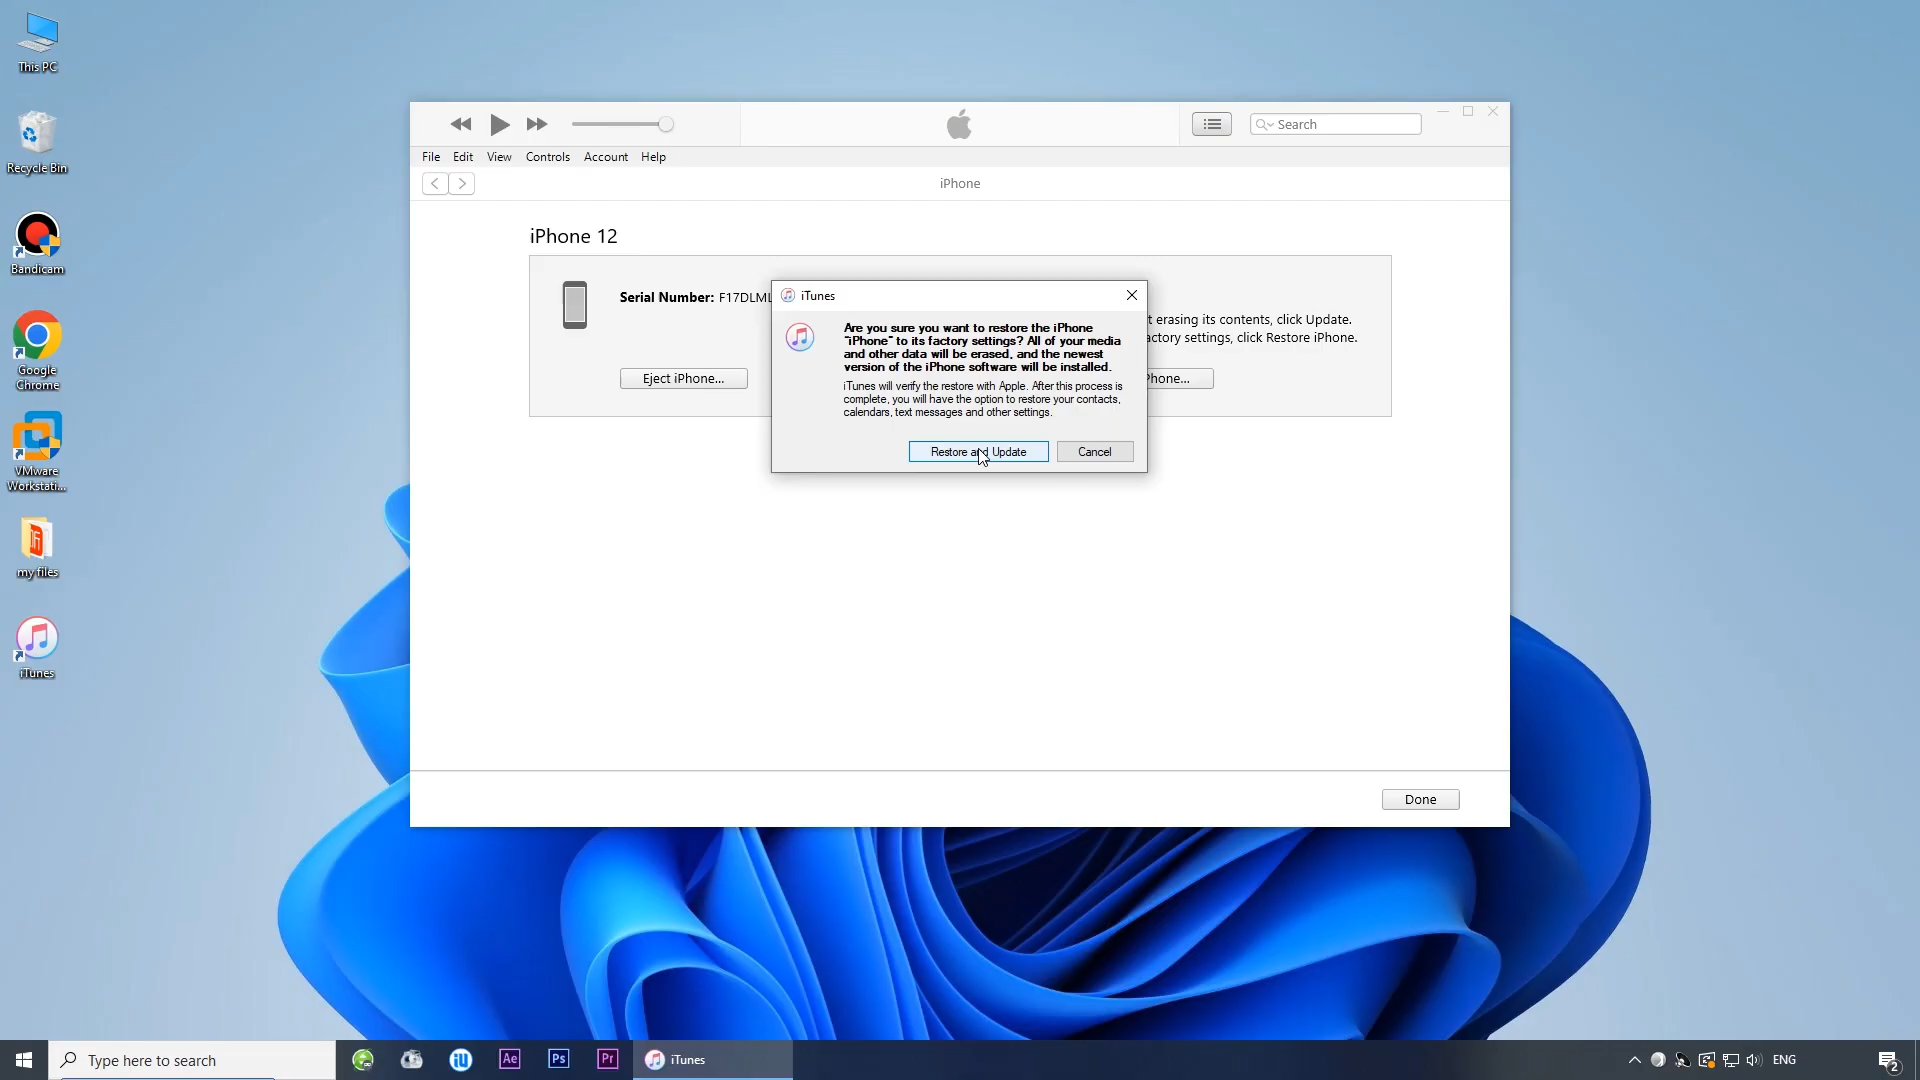 This PC
Recycle Bin
Bandicam
Google
Chrome
VMware
Workstati...
my files
iTunes
Search
File Edit View Controls Account Help
iPhone
iPhone 12
Serial Number: F17DLML
t erasing its contents, click Update.
actory settings, click Restore iPhone.
Eject iPhone...
Phone...
iTunes
Are you sure you want to restore the iPhone
"iPhone" to its factory settings? All of your media
and other data will be erased, and the newest
version of the iPhone software will be installed.
iTunes will verify the restore with Apple. After this process is
complete, you will have the option to restore your contacts,
calendars, text messages and other settings.
Restore and Update
Cancel
Done
Type here to search
Ae
Ps
Pr
iTunes
ENG
2